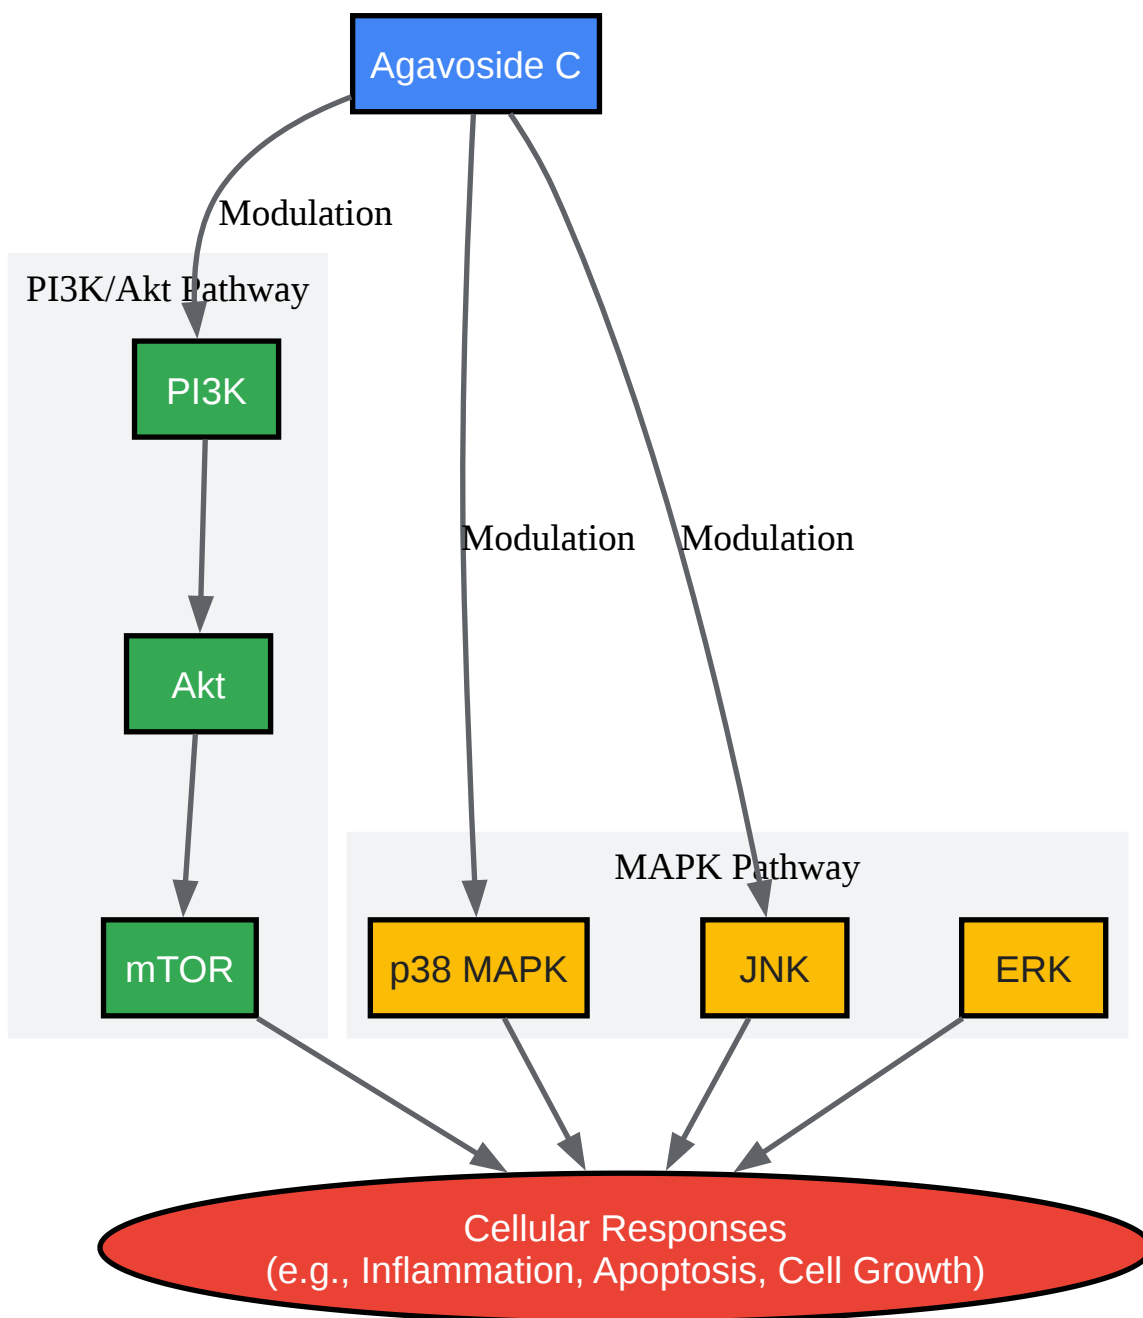 Agavoside C
Modulation
PI3K/Akt Pathway
PI3K
Modulation
Modulation
Akt
MAPK Pathway
mTOR
p38 MAPK
JNK
ERK
Cellular Responses
(e.g., Inflammation, Apoptosis, Cell Growth)